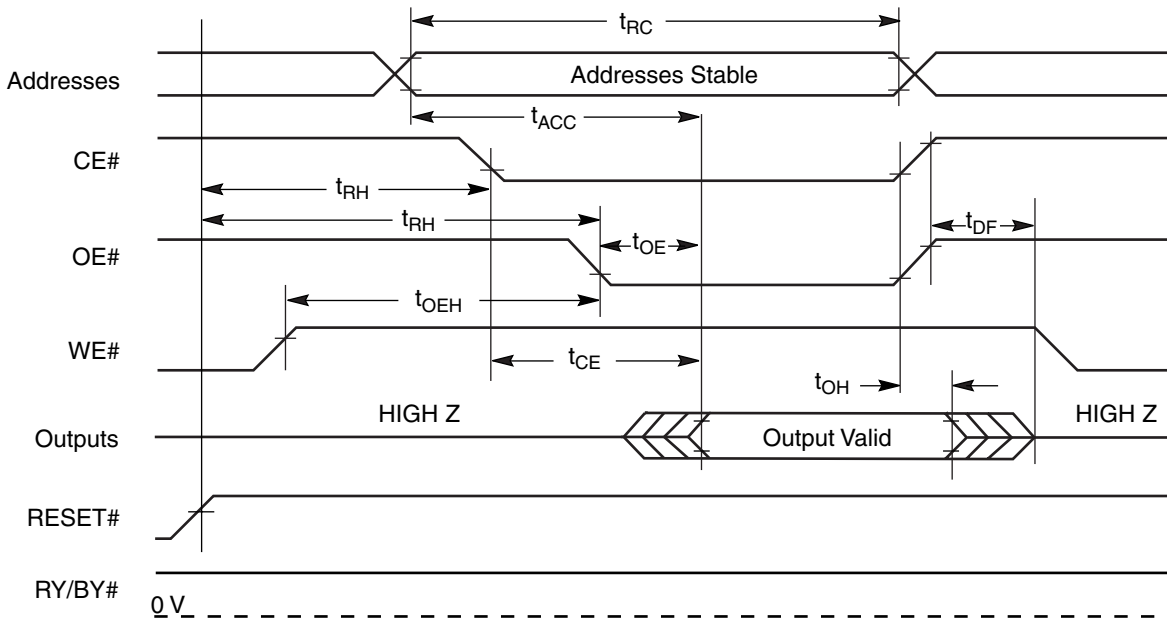 tRC
Addresses
Addresses Stable
tACC
CE#
tRH
tRH
tDF
OE#
tOE
tOEH
WE#
tCE
tOH
HIGH Z
HIGH Z
Outputs
Output Valid
RESET#
RY/BY#
0 V